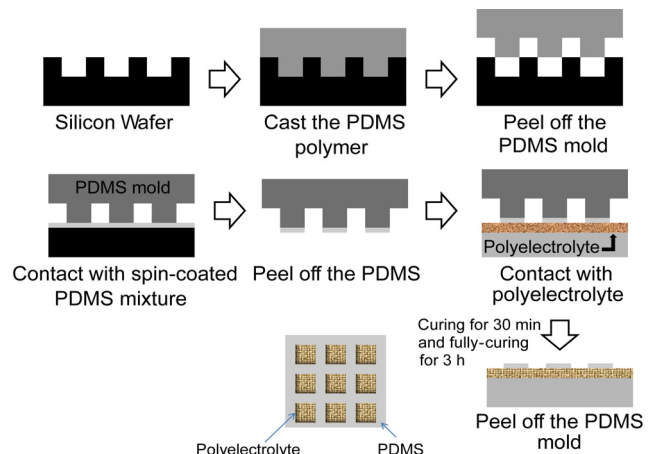 Silicon Wafer
Cast the PDMS
polymer
Peel off the
PDMS mold
PDMS mold
Contact with spin-coated
PDMS mixture
Peel off the PDMS
Polyelectrolyte
Contact with
polyelectrolyte
Curing for 30 min
and fully-curing
for 3 h
Polyelectrolyte
PDMS
Peel off the PDMS
mold